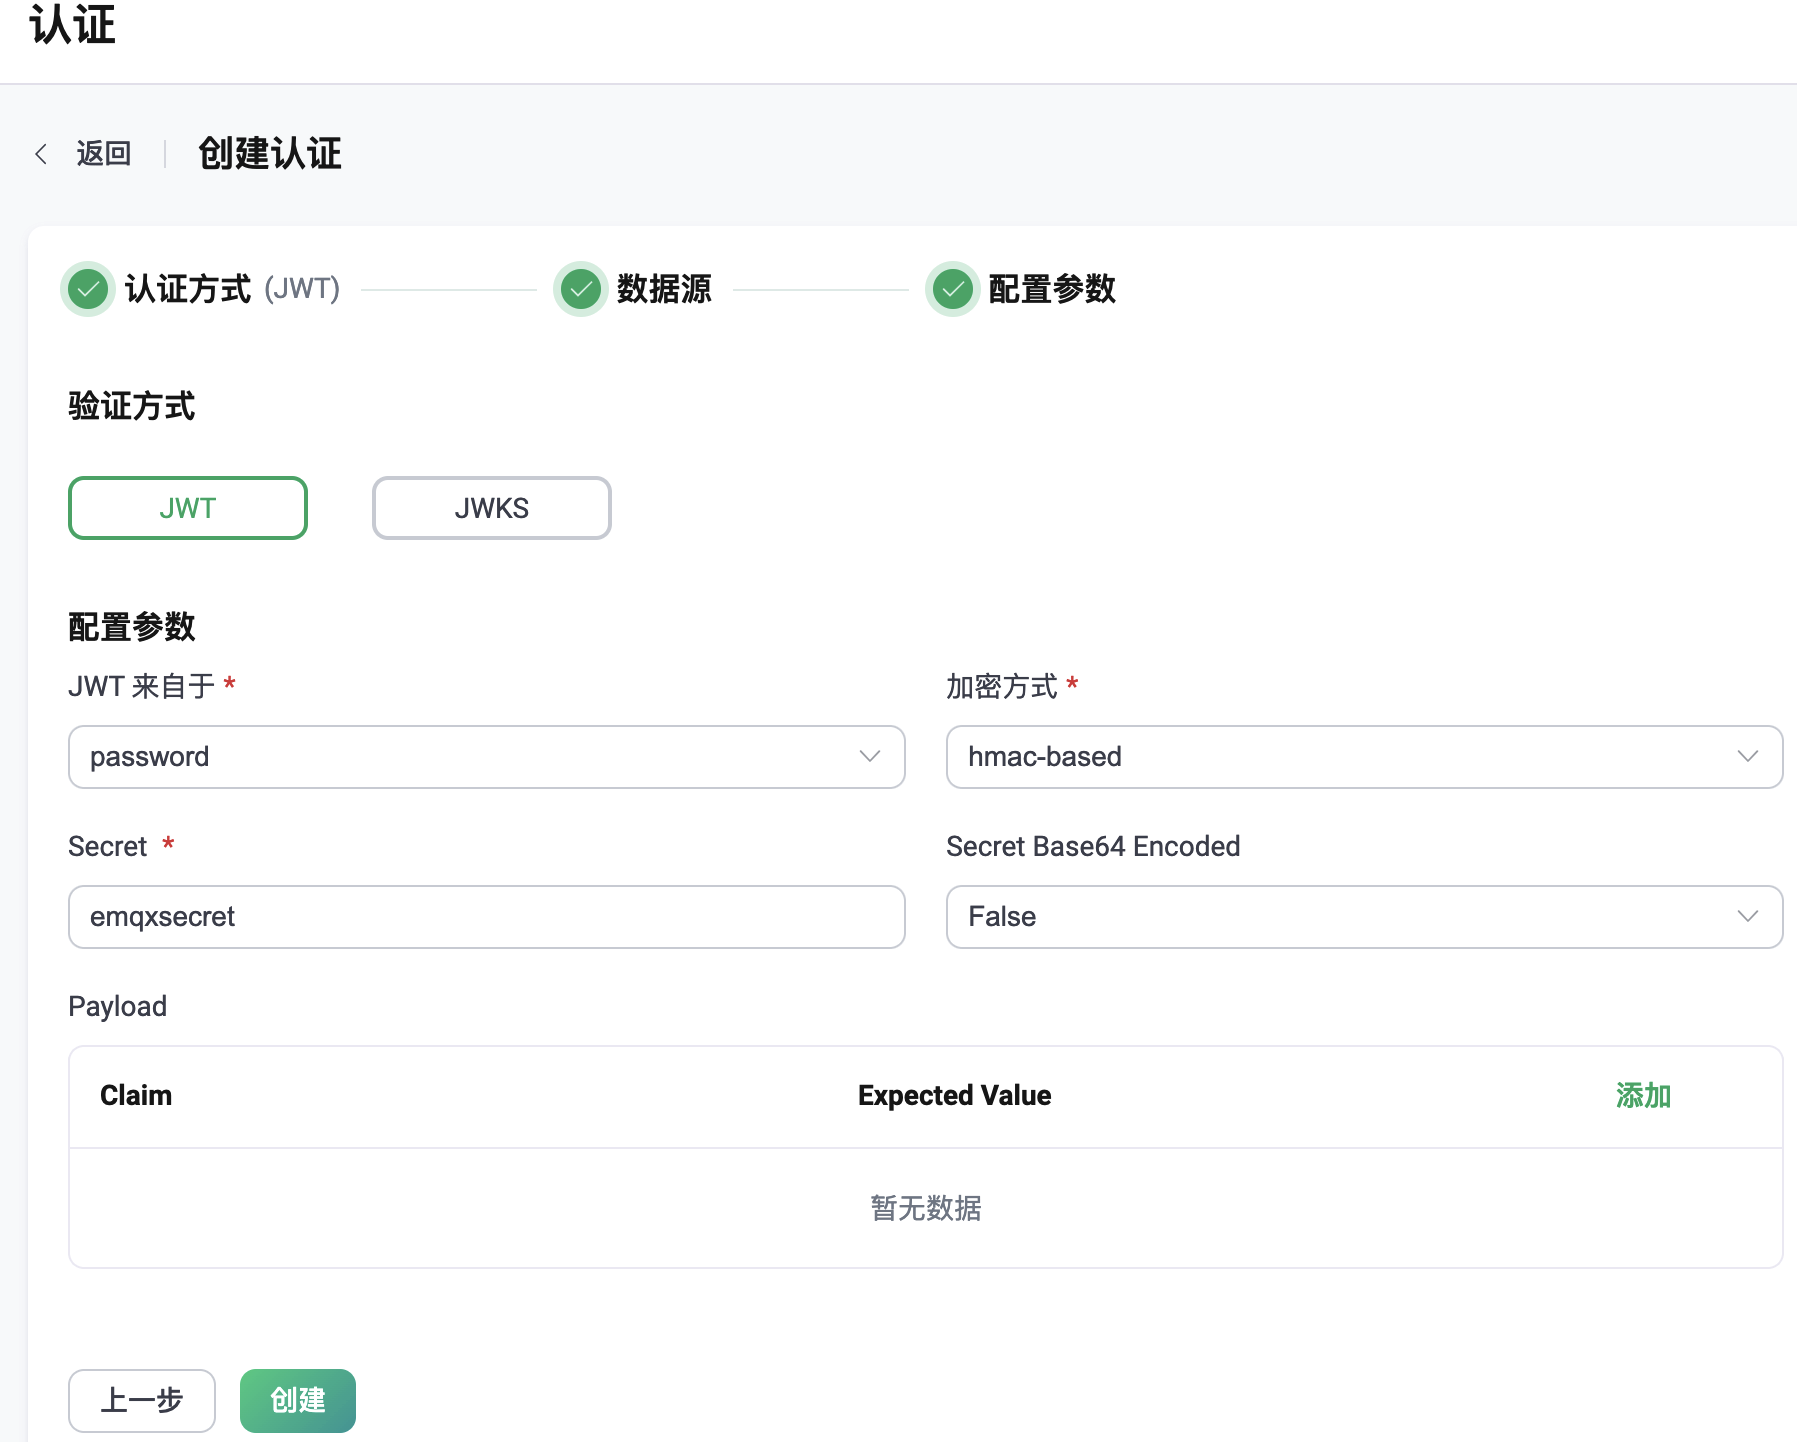 认证
返回
创建认证
认证方式 (JWT)
数据源
配置参数
验证方式
JWT
JWKS
配置参数
JWT 来自于 *
加密方式 *
password
hmac-based
Secret *
Secret Base64 Encoded
emqxsecret
False
Payload
Claim
Expected Value
添加
暂无数据
上一步
创建